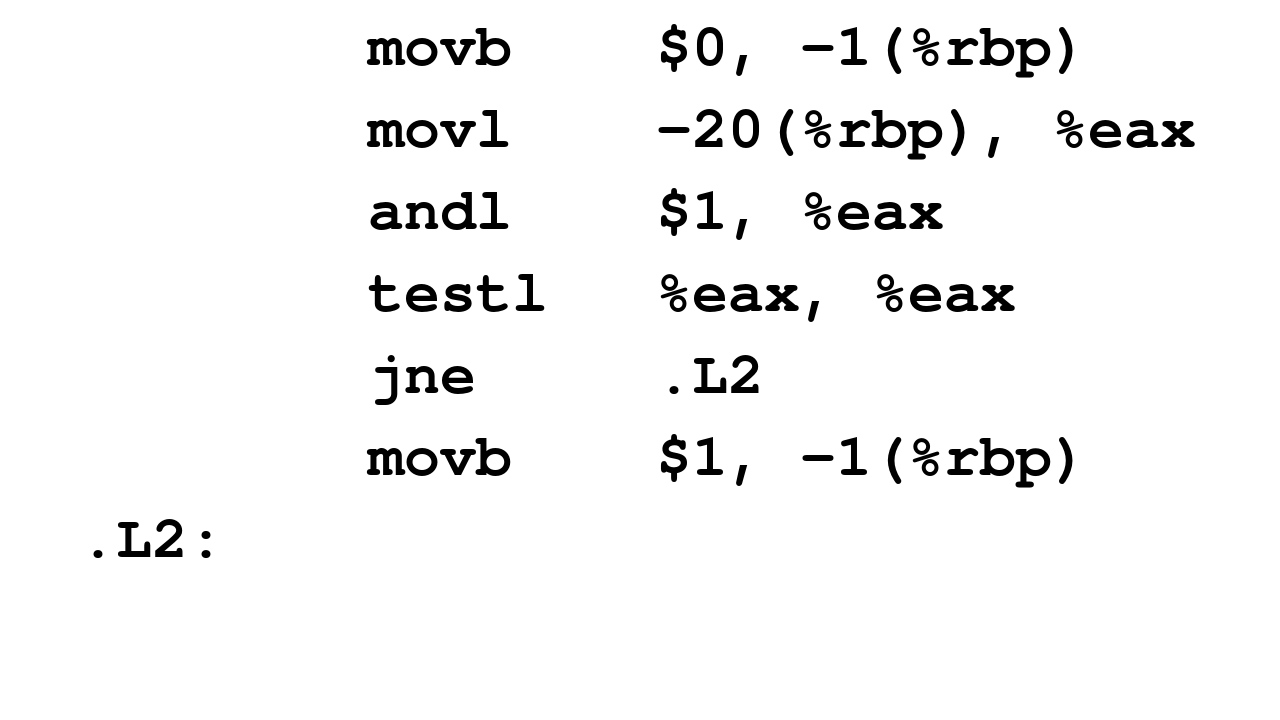 movb $0, -1(%rbp)
movl -20(%rbp), %eax
andl $1, %eax
testl %eax, %eax
jne .L2
movb $1, -1(%rbp)
.L2: